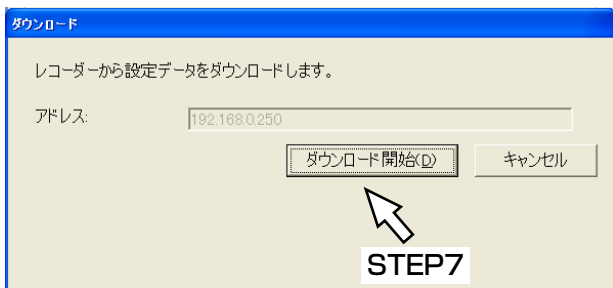 ダウンロード
レコーダーから設定データをダウンロードします。
アドレス:
192.168.0.250
ダウンロード開始(D)
キャンセル
STEP7